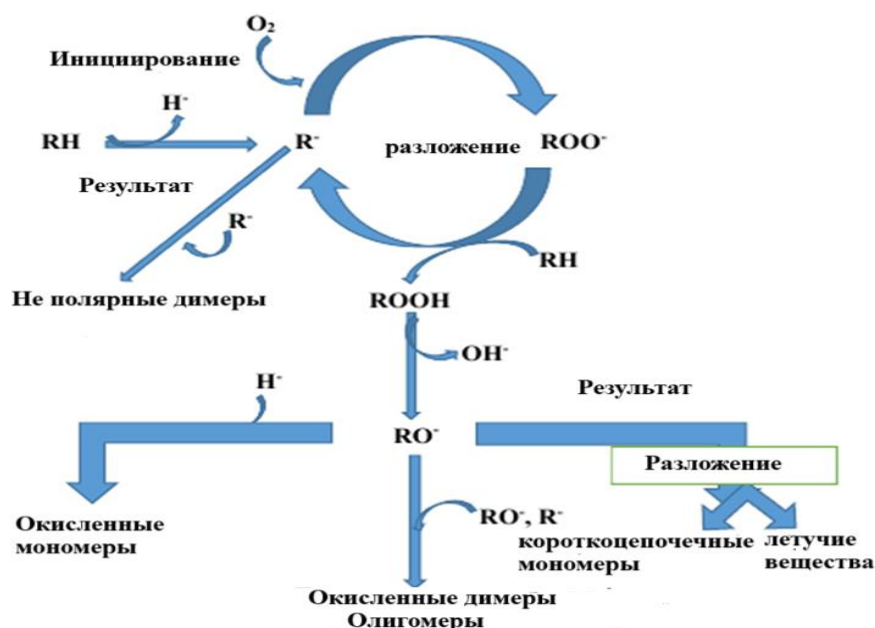 O₂
Инициирование
H⁻
RH
R⁻
разложение
ROO⁻
Результат
R⁻
RH
Не полярные димеры
ROOH
OH⁻
H⁻
Результат
RO⁻
Разложение
RO⁻, R⁻
Окисленные
мономеры
короткоцепочечные
мономеры
летучие
вещества
Окисленные димеры
Олигомеры